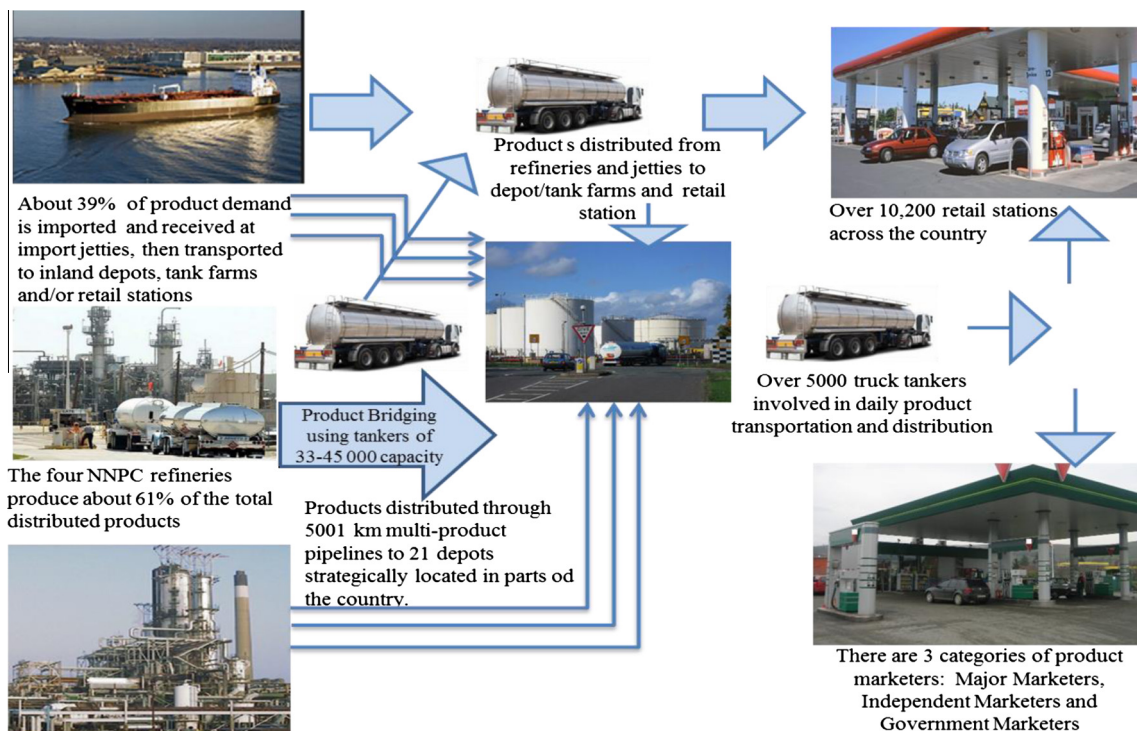 About 39% of product demand
is imported and received at
import jetties, then transported
to inland depots, tank farms
and/or retail stations
Product s distributed from
refineries and jetties to
depot/tank farms and retail
station
Over 10,200 retail stations
across the country
The four NNPC refineries
produce about 61% of the total
distributed products
Product Bridging
using tankers of
33-45 000 capacity
Products distributed through
5001 km multi-product
pipelines to 21 depots
strategically located in parts od
the country.
Over 5000 truck tankers
involved in daily product
transportation and distribution
There are 3 categories of product
marketers: Major Marketers,
Independent Marketers and
Government Marketers